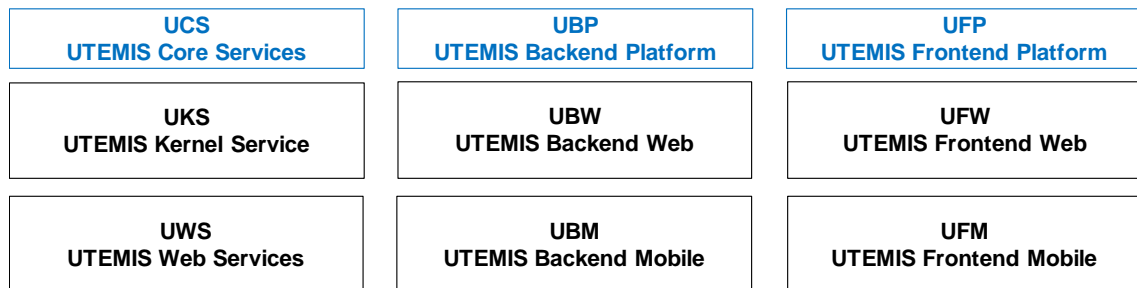 UCS
UTEMIS Core Services
UBP
UTEMIS Backend Platform
UFP
UTEMIS Frontend Platform
UKS
UTEMIS Kernel Service
UBW
UTEMIS Backend Web
UFW
UTEMIS Frontend Web
UWS
UTEMIS Web Services
UBM
UTEMIS Backend Mobile
UFM
UTEMIS Frontend Mobile